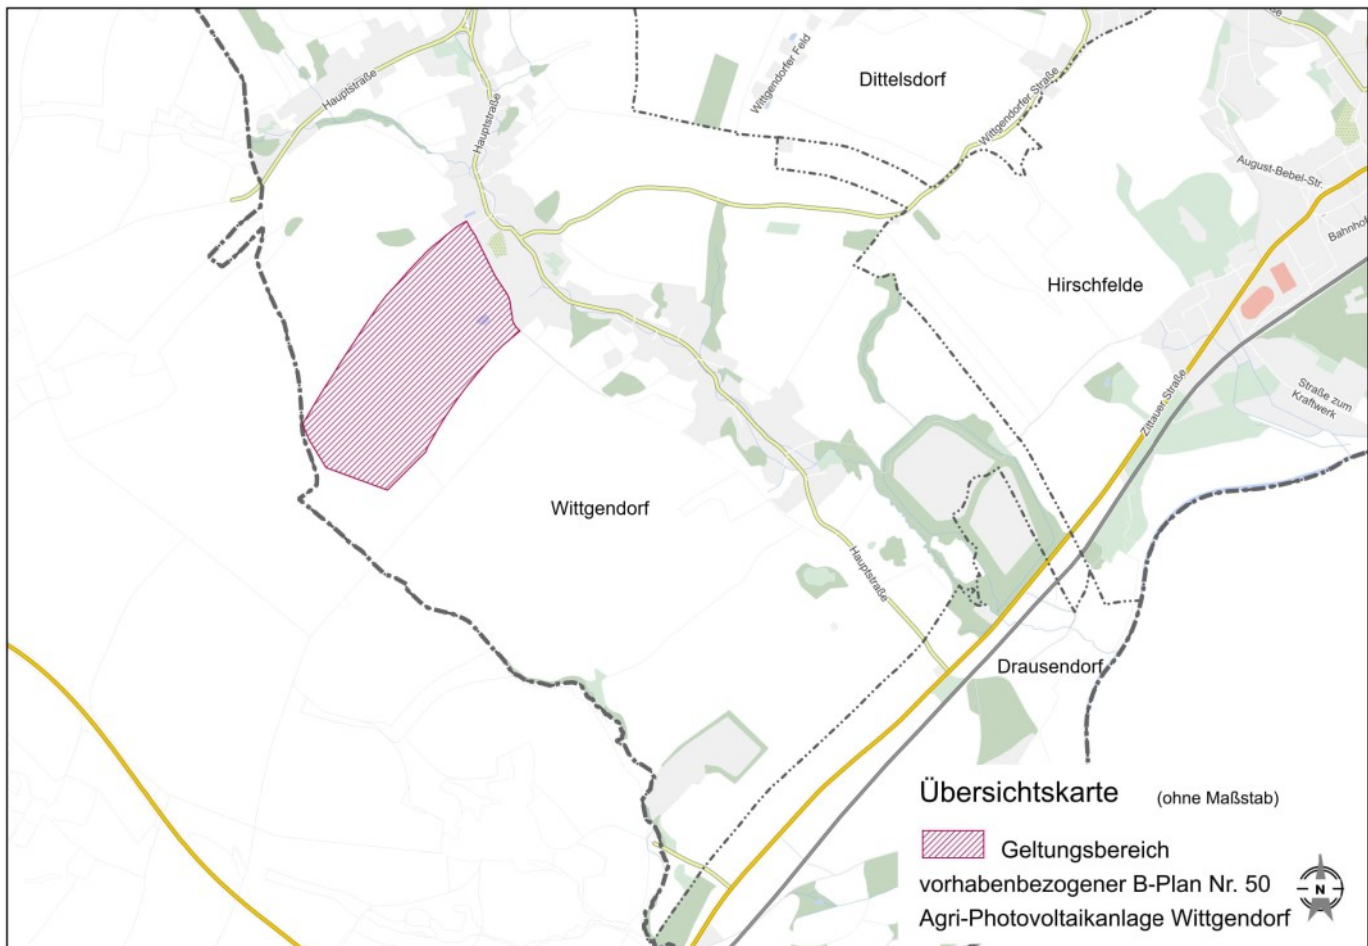 Hauptstraße
Hauptstraße
Wittgendorfer Feld
Dittelsdorf
Wittgendorfer Straße
August-Bebel-Str.
Bahnhof
Hirschfelde
Zittauer Straße
Straße zum
Kraftwerk
Wittgendorf
Hauptstraße
Drausendorf
Übersichtskarte (ohne Maßstab)
Geltungsbereich
vorhabenbezogener B-Plan Nr. 50
Agri-Photovoltaikanlage Wittgendorf
N